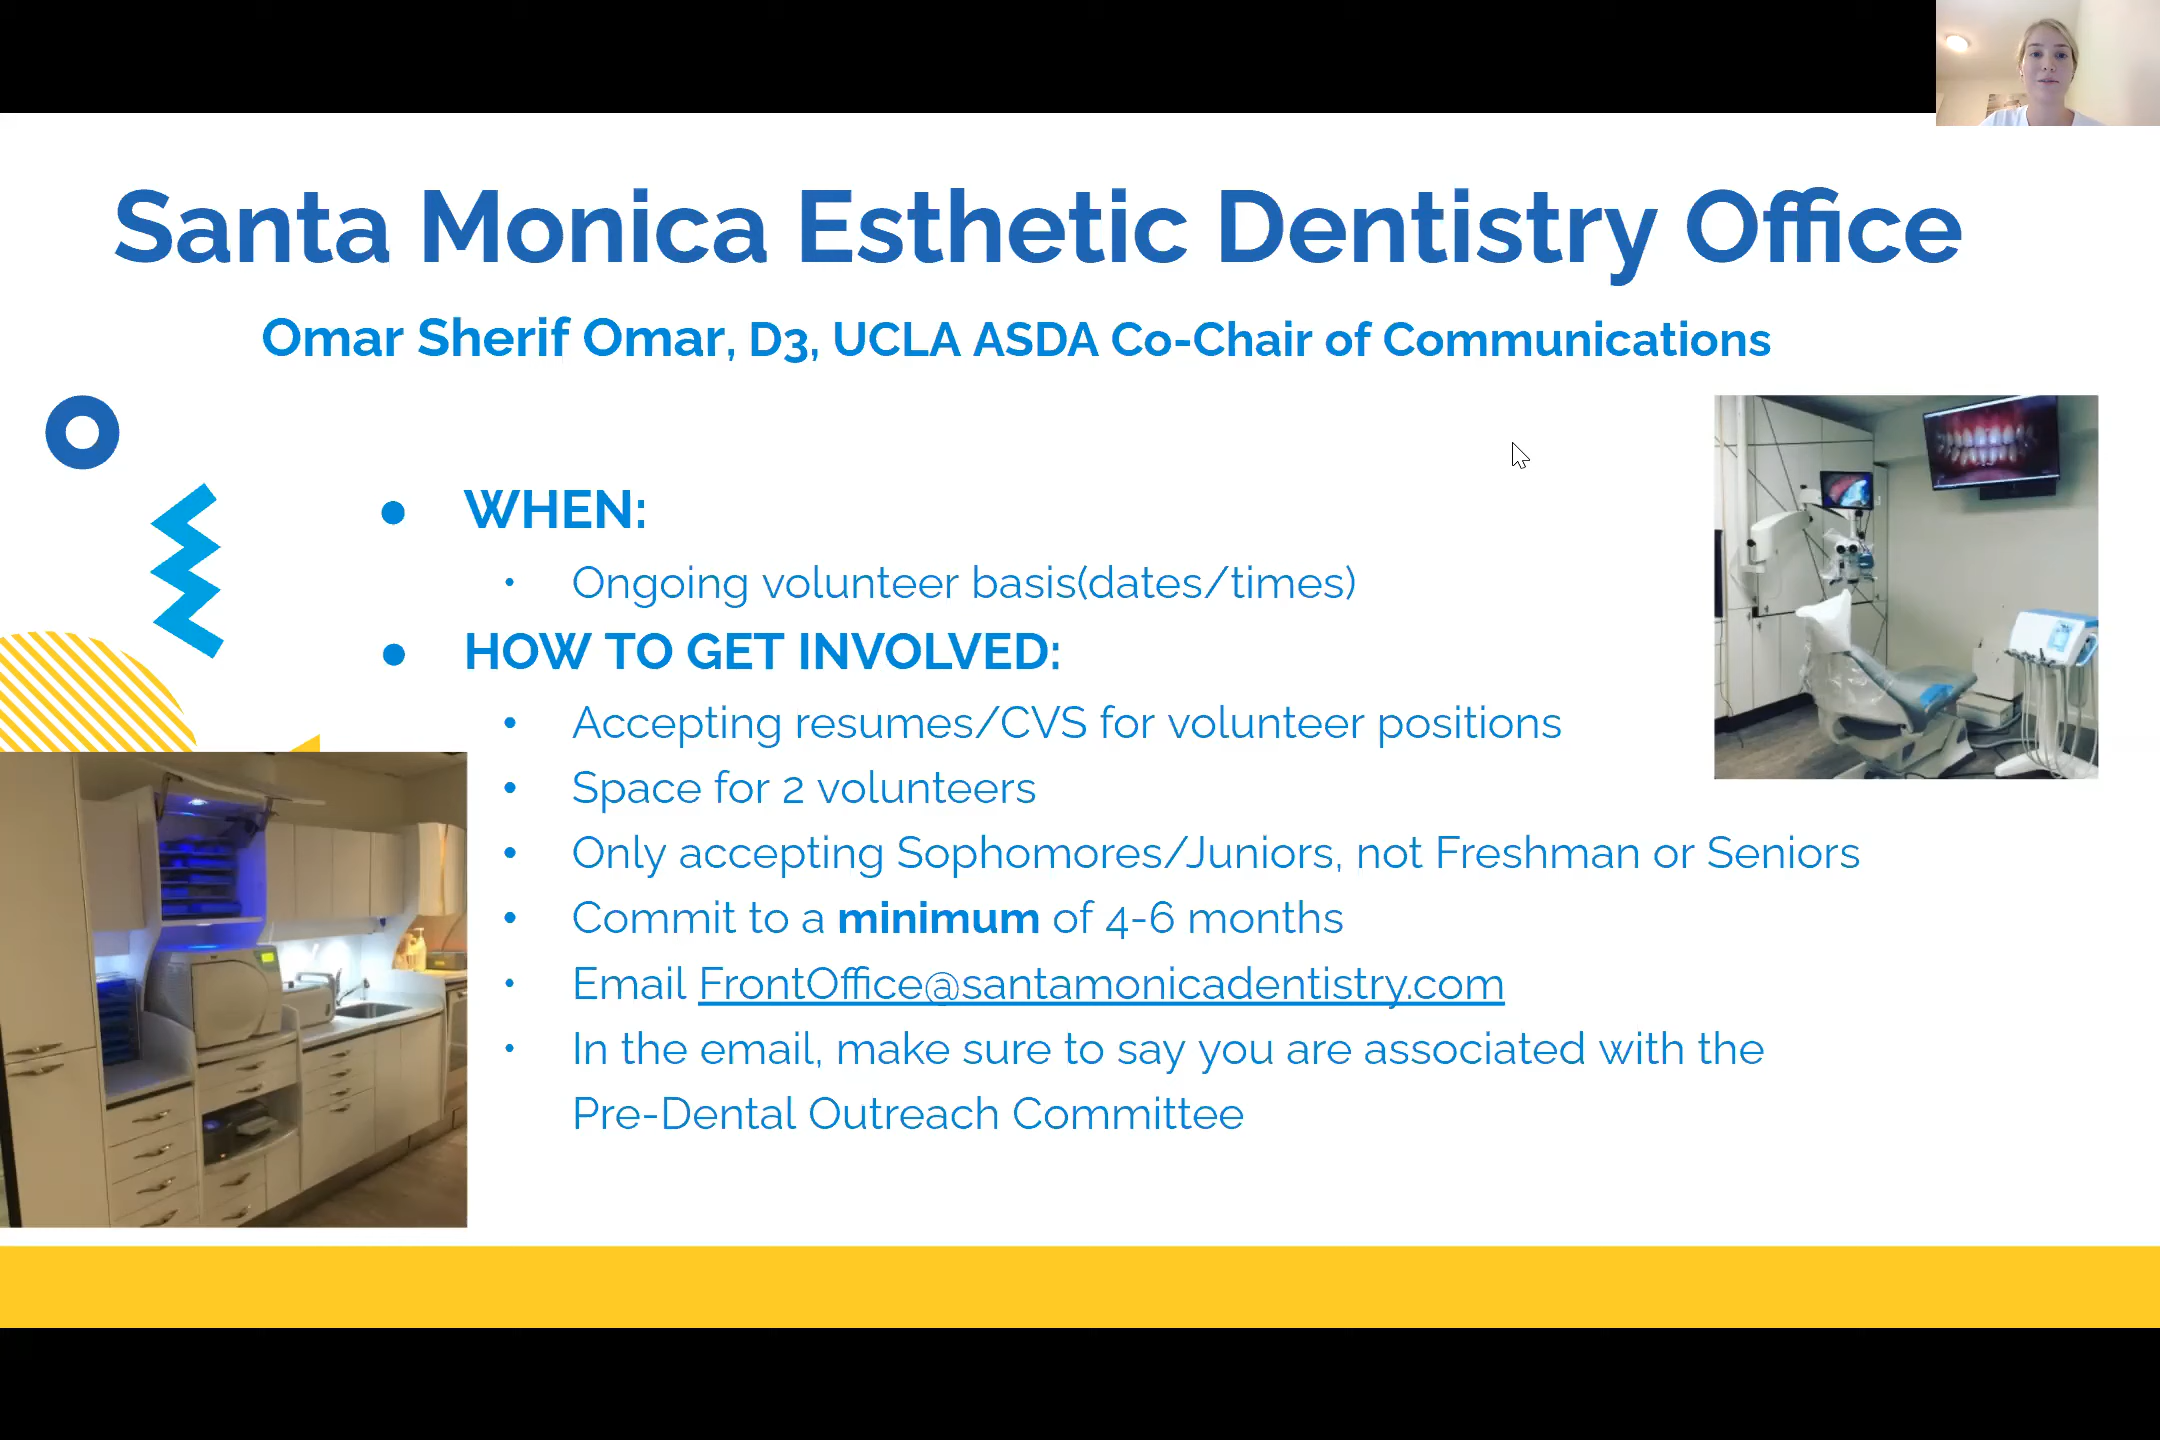 Santa Monica Esthetic Dentistry Office
Omar Sherif Omar, D3, UCLA ASDA Co-Chair of Communications
● WHEN:
• Ongoing volunteer basis(dates/times)
● HOW TO GET INVOLVED:
• Accepting resumes/CVS for volunteer positions
• Space for 2 volunteers
• Only accepting Sophomores/Juniors, not Freshman or Seniors
• Commit to a minimum of 4-6 months
• Email FrontOffice@santamonicadentistry.com
• In the email, make sure to say you are associated with the
Pre-Dental Outreach Committee